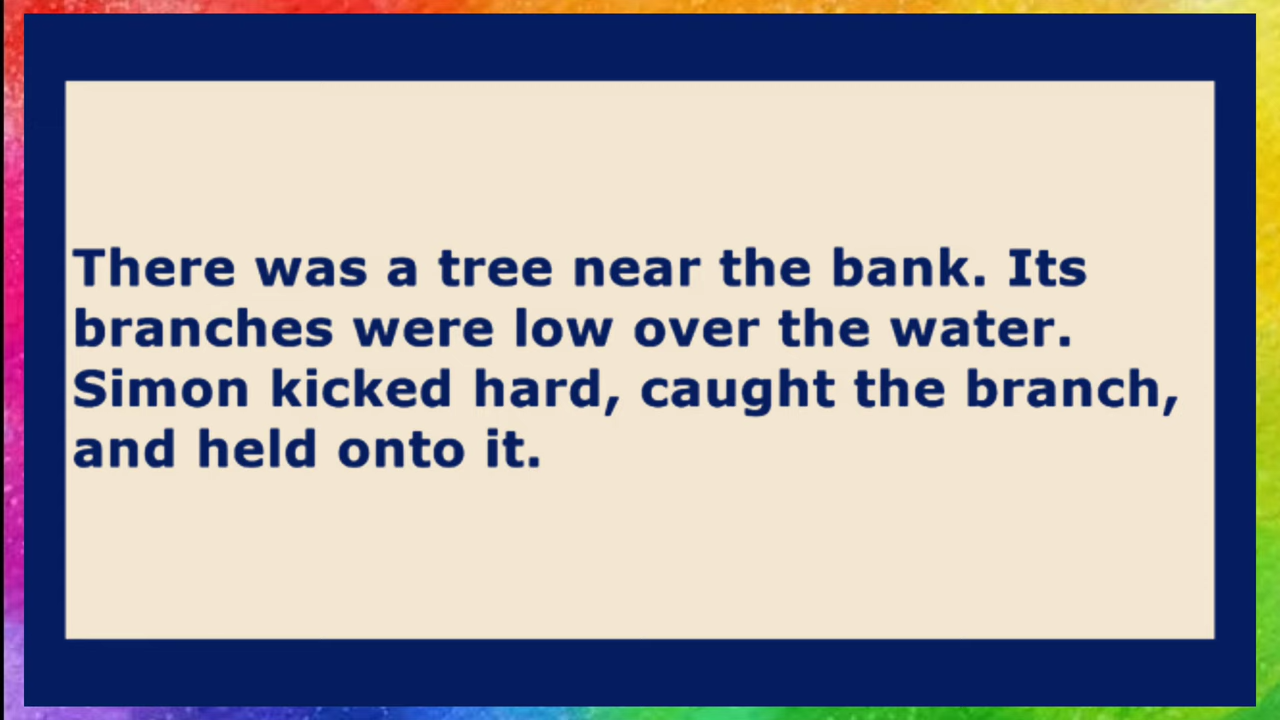 There was a tree near the bank. Its
branches were low over the water.
Simon kicked hard, caught the branch,
and held onto it.